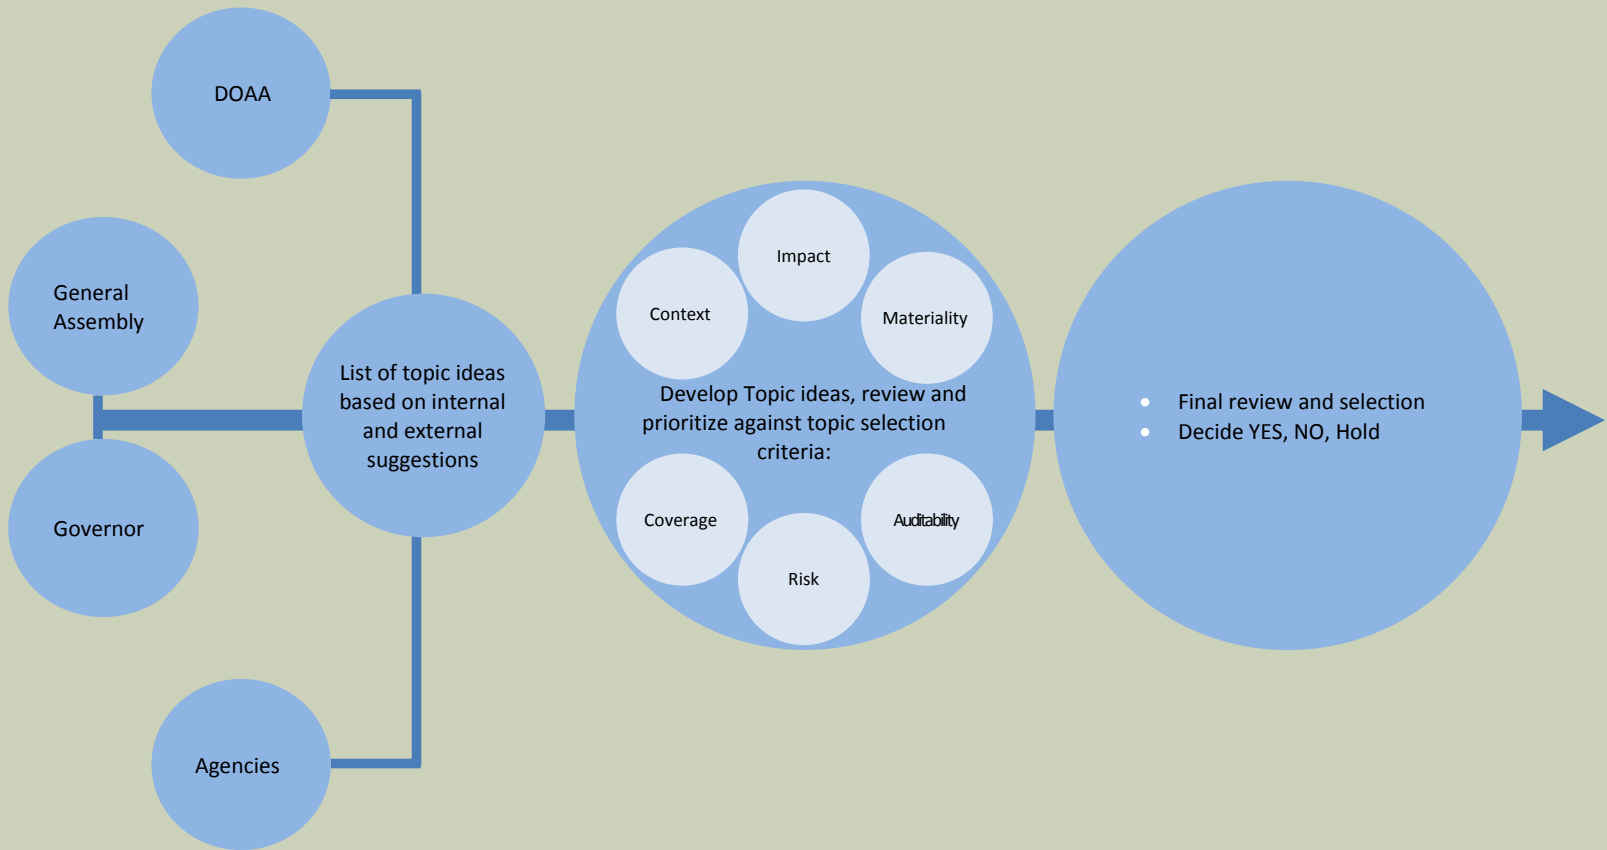 DOAA
General
Assembly
Governor
Agencies
List of topic ideas
based on internal
and external
suggestions
Impact
Context
Materiality
Develop Topic ideas, review and
prioritize against topic selection
criteria:
Coverage
Auditability
Risk
• Final review and selection
• Decide YES, NO, Hold